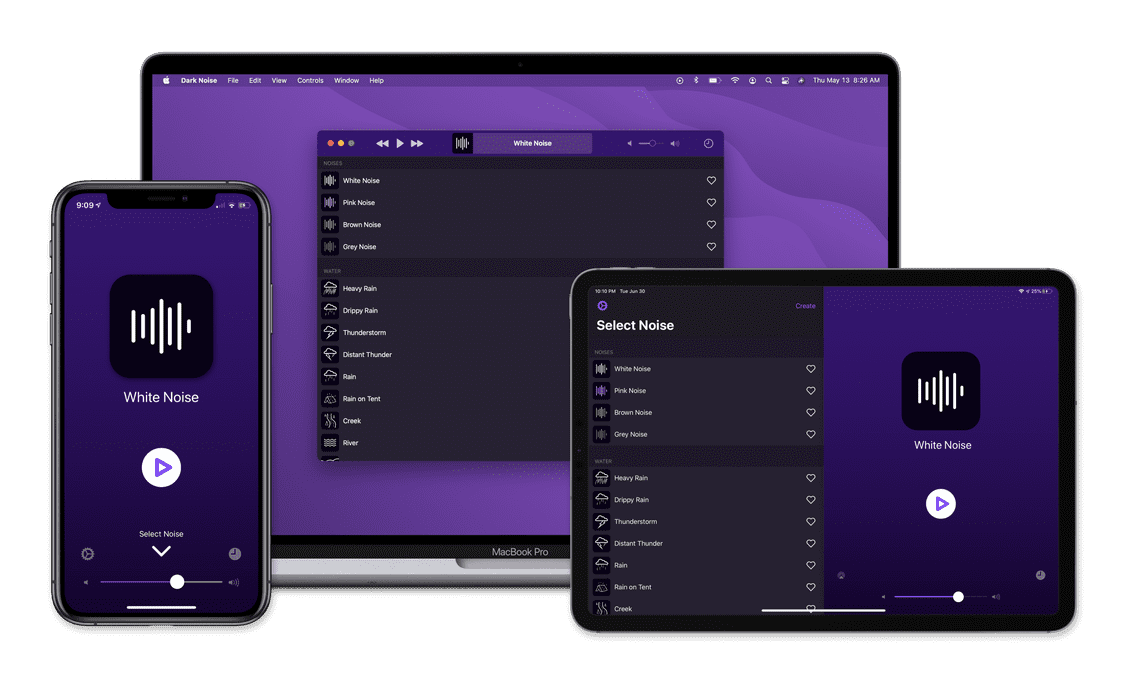 Dark Noise File Edit View Controls Window Help Thu May 13 8:26 AM
White Noise
NOISES
White Noise
Pink Noise
Brown Noise
Grey Noise
WATER
Heavy Rain
Drippy Rain
Thunderstorm
Distant Thunder
Rain
Rain on Tent
Creek
River
MacBook Pro
9:09
White Noise
Select Noise
10:10 PM Tue Jun 30
25%
Create
Select Noise
NOISES
White Noise
Pink Noise
Brown Noise
Grey Noise
WATER
Heavy Rain
Drippy Rain
Thunderstorm
Distant Thunder
Rain
Rain on Tent
Creek
White Noise